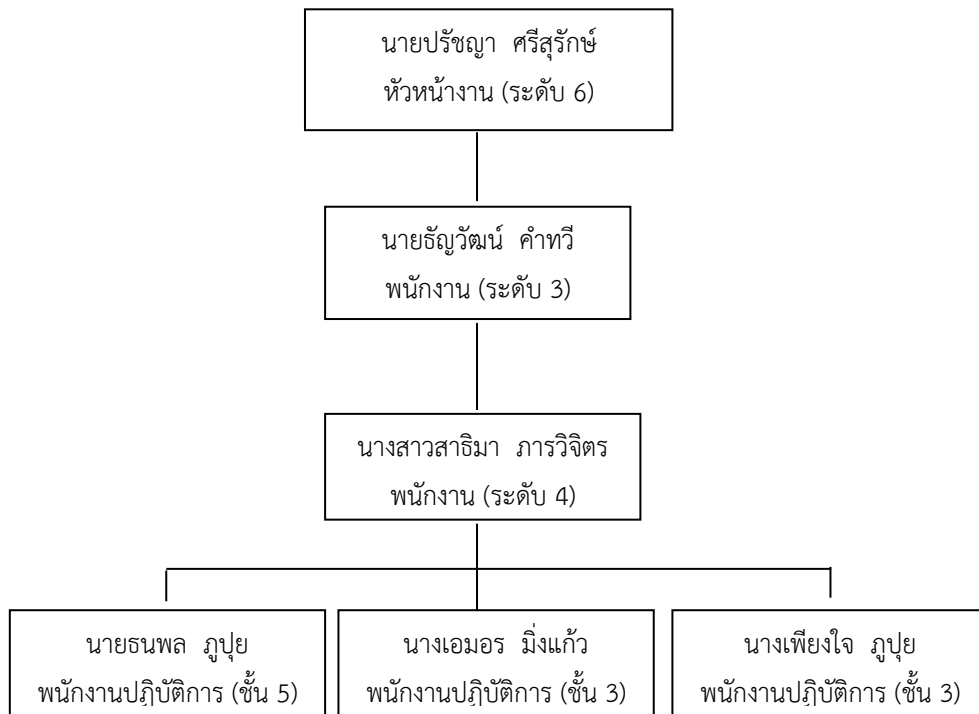 นายปรัชญา ศรีสุรักษ์
หัวหน้างาน (ระดับ 6)
นายธัญวัฒน์ คำทวี
พนักงาน (ระดับ 3)
นางสาวสาธิมา ภารวิจิตร
พนักงาน (ระดับ 4)
นายธนพล ภูปุย
พนักงานปฏิบัติการ (ชั้น 5)
นางเอมอร มิ่งแก้ว
พนักงานปฏิบัติการ (ชั้น 3)
นางเพียงใจ ภูปุย
พนักงานปฏิบัติการ (ชั้น 3)